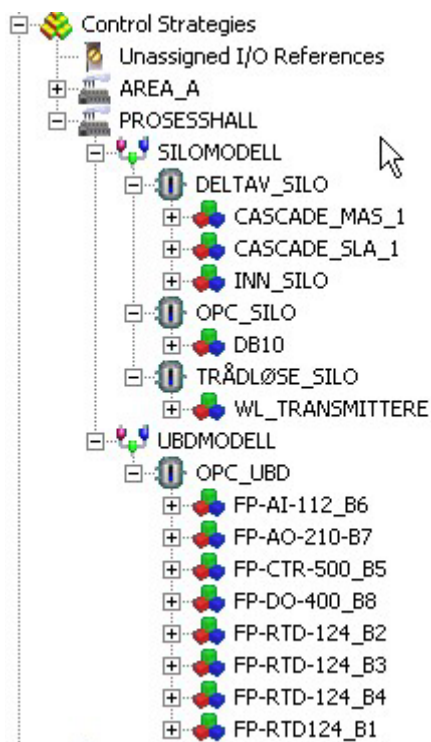 Control Strategies
Unassigned I/O References
AREA_A
PROSESSHALL
SILOMODELL
DELTAV_SILO
CASCADE_MAS_1
CASCADE_SLA_1
INN_SILO
OPC_SILO
DB10
TRÅDLØSE_SILO
WL_TRANSMITTERE
UBDMODELL
OPC_UBD
FP-AI-112_B6
FP-AO-210-B7
FP-CTR-500_B5
FP-DO-400_B8
FP-RTD-124_B2
FP-RTD-124_B3
FP-RTD-124_B4
FP-RTD124_B1